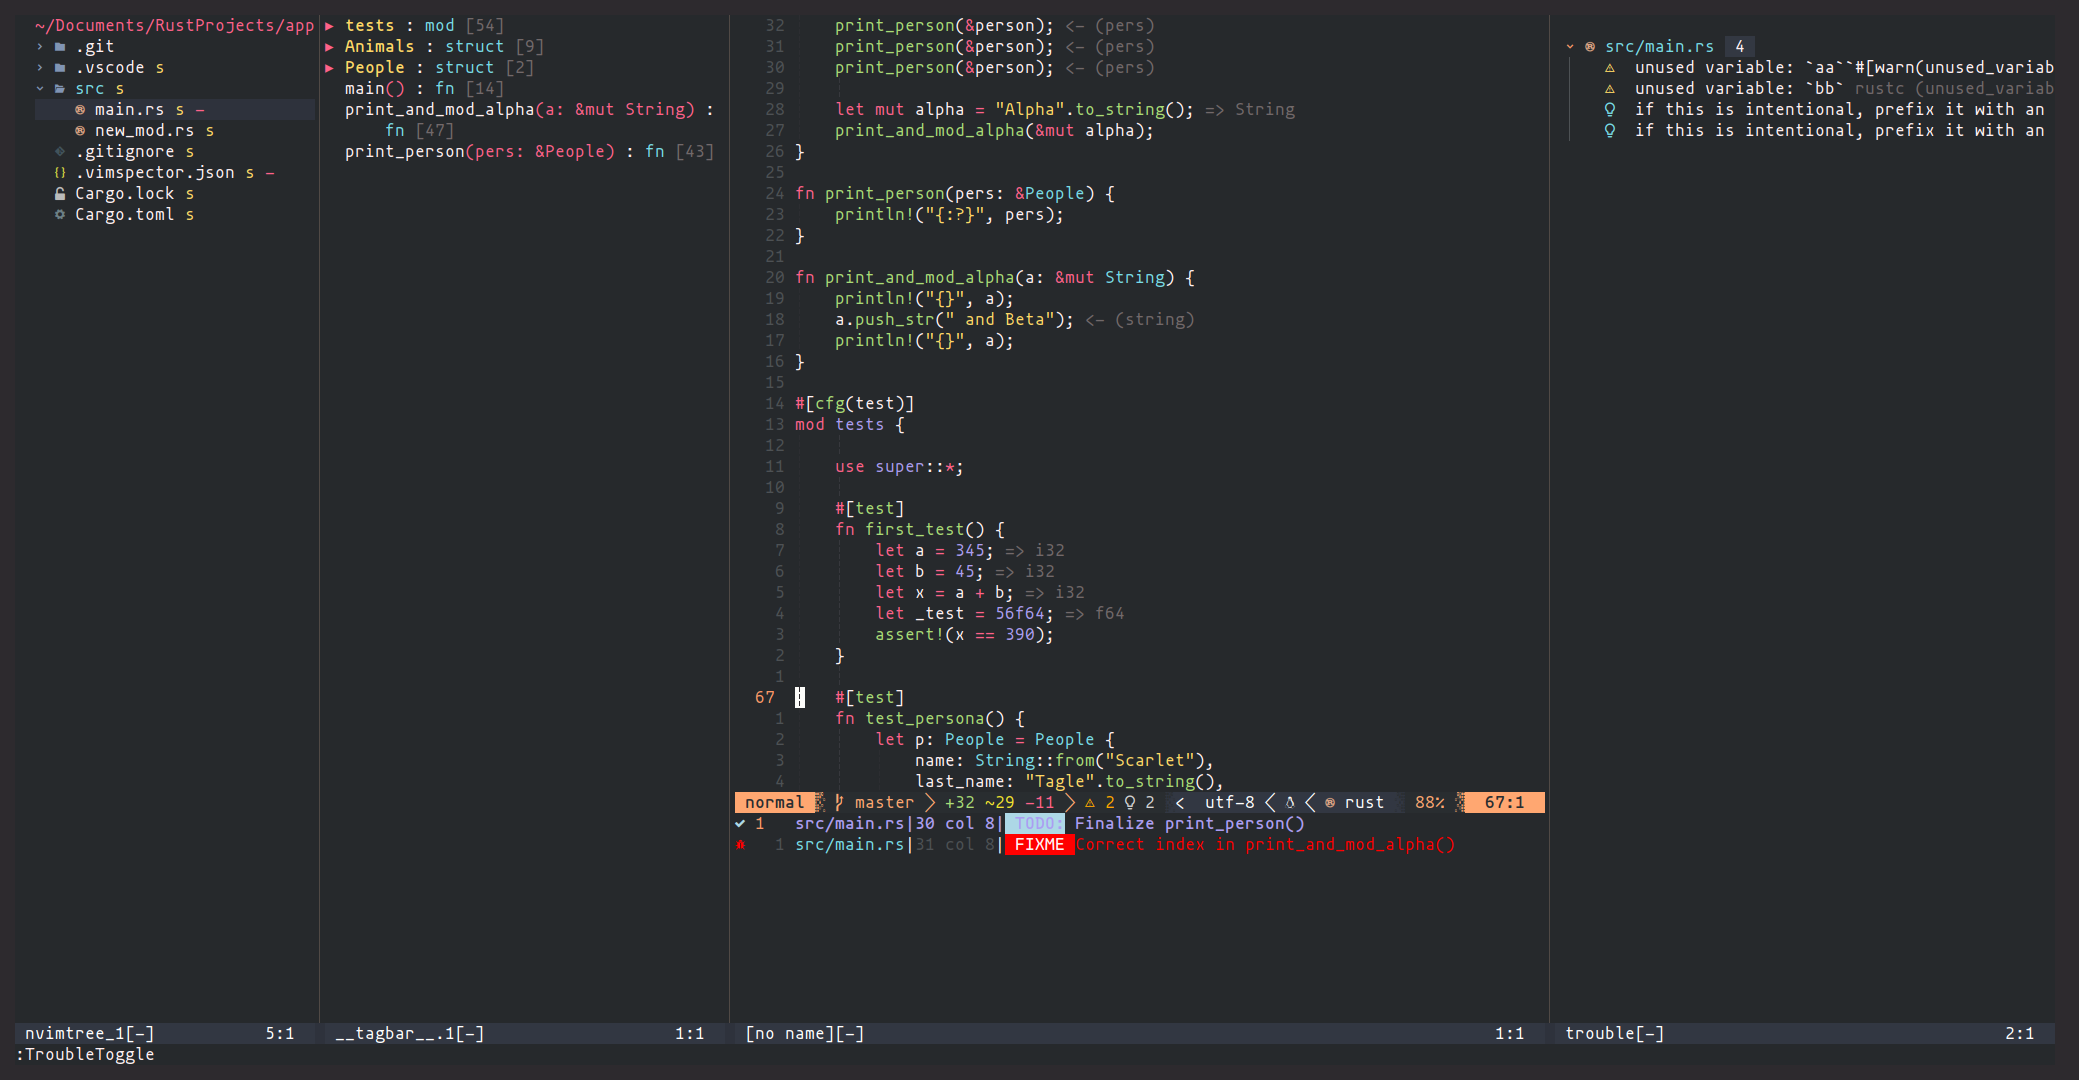 ~/Documents/RustProjects/app
› .git
› .vscode s
src s
main.rs s –
new_mod.rs s
.gitignore s
{} .vimspector.json s –
Cargo.lock s
Cargo.toml s
nvimtree_1[-] 5:1
▶ tests : mod [54]
▶ Animals : struct [9]
▶ People : struct [2]
main() : fn [14]
print_and_mod_alpha(a: &mut String) :
fn [47]
print_person(pers: &People) : fn [43]
__tagbar__.1[-] 1:1
32 print_person(&person); <- (pers)
31 print_person(&person); <- (pers)
30 print_person(&person); <- (pers)
29
28 let mut alpha = "Alpha".to_string(); => String
27 print_and_mod_alpha(&mut alpha);
26 }
25
24 fn print_person(pers: &People) {
23 println!("{:?}", pers);
22 }
21
20 fn print_and_mod_alpha(a: &mut String) {
19 println!("{}", a);
18 a.push_str(" and Beta"); <- (string)
17 println!("{}", a);
16 }
15
14 #[cfg(test)]
13 mod tests {
12
11 use super::*;
10
9 #[test]
8 fn first_test() {
7 let a = 345; => i32
6 let b = 45; => i32
5 let x = a + b; => i32
4 let _test = 56f64; => f64
3 assert!(x == 390);
2 }
1
67 #[test]
1 fn test_persona() {
2 let p: People = People {
3 name: String::from("Scarlet"),
4 last_name: "Tagle".to_string(),
normal master +32 ~29 -11 2 2 < utf-8 rust 88% 67:1
1 src/main.rs|30 col 8| TODO: Finalize print_person()
1 src/main.rs|31 col 8| FIXME Correct index in print_and_mod_alpha()
[no name][-] 1:1
src/main.rs 4
unused variable: `aa``#[warn(unused_variab
unused variable: `bb` rustc (unused_variab
if this is intentional, prefix it with an
if this is intentional, prefix it with an
trouble[-] 2:1
:TroubleToggle